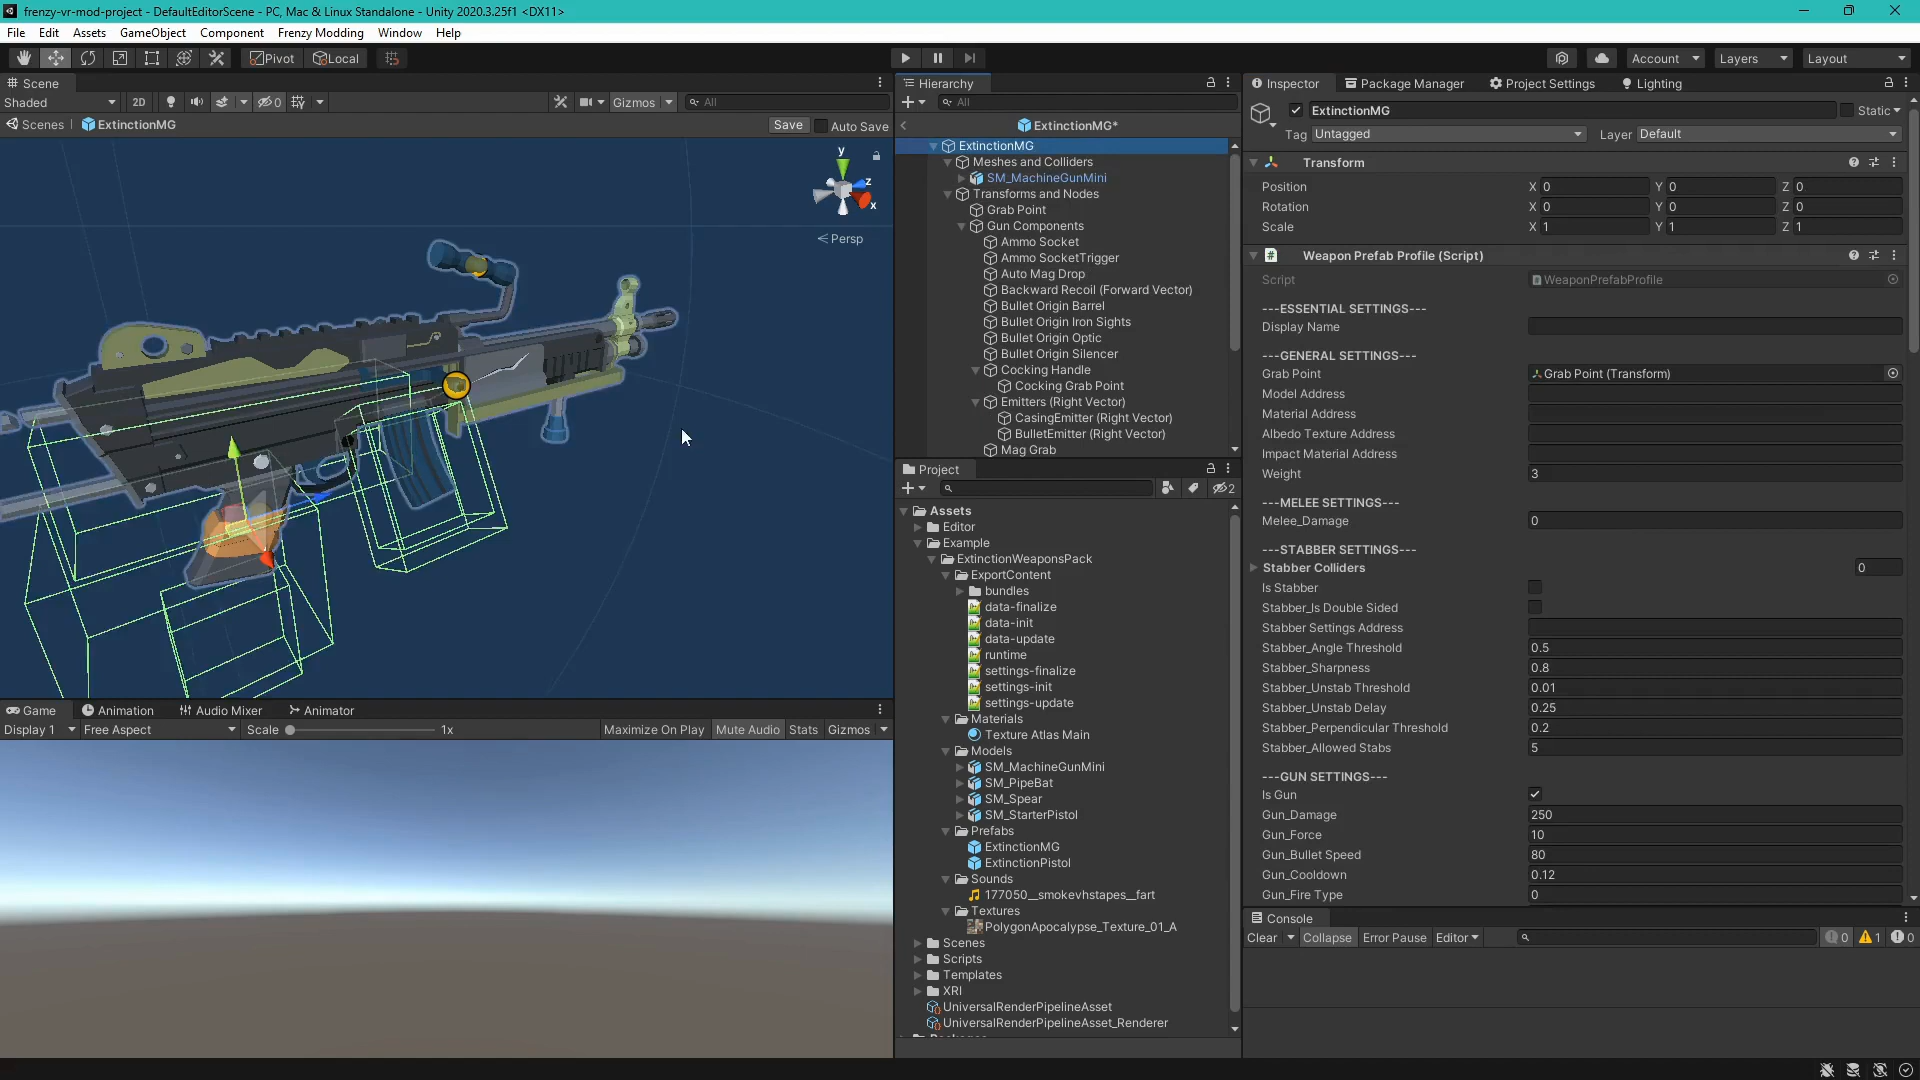 frenzy-vr-mod-project - DefaultEditorScene - PC, Mac & Linux Standalone - Unity 2020.3.25f1 <DX11>
File Edit Assets GameObject Component Frenzy Modding Window Help
Pivot Local Account Layers Layout
Scene
Shaded 2D 0 Gizmos All
Scenes ExtinctionMG Save Auto Save
y
z
x
Persp
Game Animation Audio Mixer Animator
Display 1 Free Aspect Scale 1x Maximize On Play Mute Audio Stats Gizmos
Hierarchy
All
ExtinctionMG*
ExtinctionMG
Meshes and Colliders
SM_MachineGunMini
Transforms and Nodes
Grab Point
Gun Components
Ammo Socket
Ammo SocketTrigger
Auto Mag Drop
Backward Recoil (Forward Vector)
Bullet Origin Barrel
Bullet Origin Iron Sights
Bullet Origin Optic
Bullet Origin Silencer
Cocking Handle
Cocking Grab Point
Emitters (Right Vector)
CasingEmitter (Right Vector)
BulletEmitter (Right Vector)
Mag Grab
Project
2
Assets
Editor
Example
ExtinctionWeaponsPack
ExportContent
bundles
data-finalize
data-init
data-update
runtime
settings-finalize
settings-init
settings-update
Materials
Texture Atlas Main
Models
SM_MachineGunMini
SM_PipeBat
SM_Spear
SM_StarterPistol
Prefabs
ExtinctionMG
ExtinctionPistol
Sounds
177050__smokevhstapes__fart
Textures
PolygonApocalypse_Texture_01_A
Scenes
Scripts
Templates
XRI
UniversalRenderPipelineAsset
UniversalRenderPipelineAsset_Renderer
Inspector Package Manager Project Settings Lighting
ExtinctionMG Static
Tag Untagged Layer Default
Transform
Position X 0 Y 0 Z 0
Rotation X 0 Y 0 Z 0
Scale X 1 Y 1 Z 1
# Weapon Prefab Profile (Script)
Script WeaponPrefabProfile
---ESSENTIAL SETTINGS---
Display Name
---GENERAL SETTINGS---
Grab Point Grab Point (Transform)
Model Address
Material Address
Albedo Texture Address
Impact Material Address
Weight 3
---MELEE SETTINGS---
Melee_Damage 0
---STABBER SETTINGS---
Stabber Colliders 0
Is Stabber
Stabber_Is Double Sided
Stabber Settings Address
Stabber_Angle Threshold 0.5
Stabber_Sharpness 0.8
Stabber_Unstab Threshold 0.01
Stabber_Unstab Delay 0.25
Stabber_Perpendicular Threshold 0.2
Stabber_Allowed Stabs 5
---GUN SETTINGS---
Is Gun
Gun_Damage 250
Gun_Force 10
Gun_Bullet Speed 80
Gun_Cooldown 0.12
Gun_Fire Type 0
Console
Clear Collapse Error Pause Editor 0 1 0